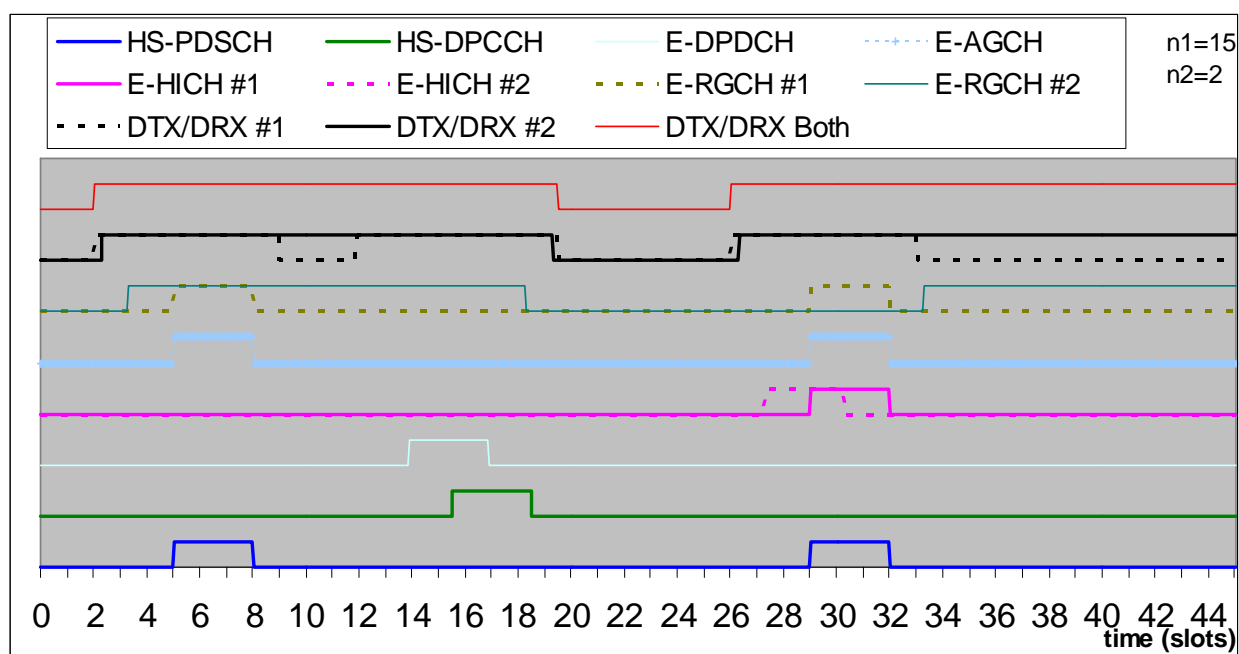 HS-PDSCH HS-DPCCH E-DPDCH E-AGCH n1=15
E-HICH #1 E-HICH #2 E-RGCH #1 E-RGCH #2 n2=2
DTX/DRX #1 DTX/DRX #2 DTX/DRX Both
0 2 4 6 8 10 12 14 16 18 20 22 24 26 28 30 32 34 36 38 40 42 44
time (slots)